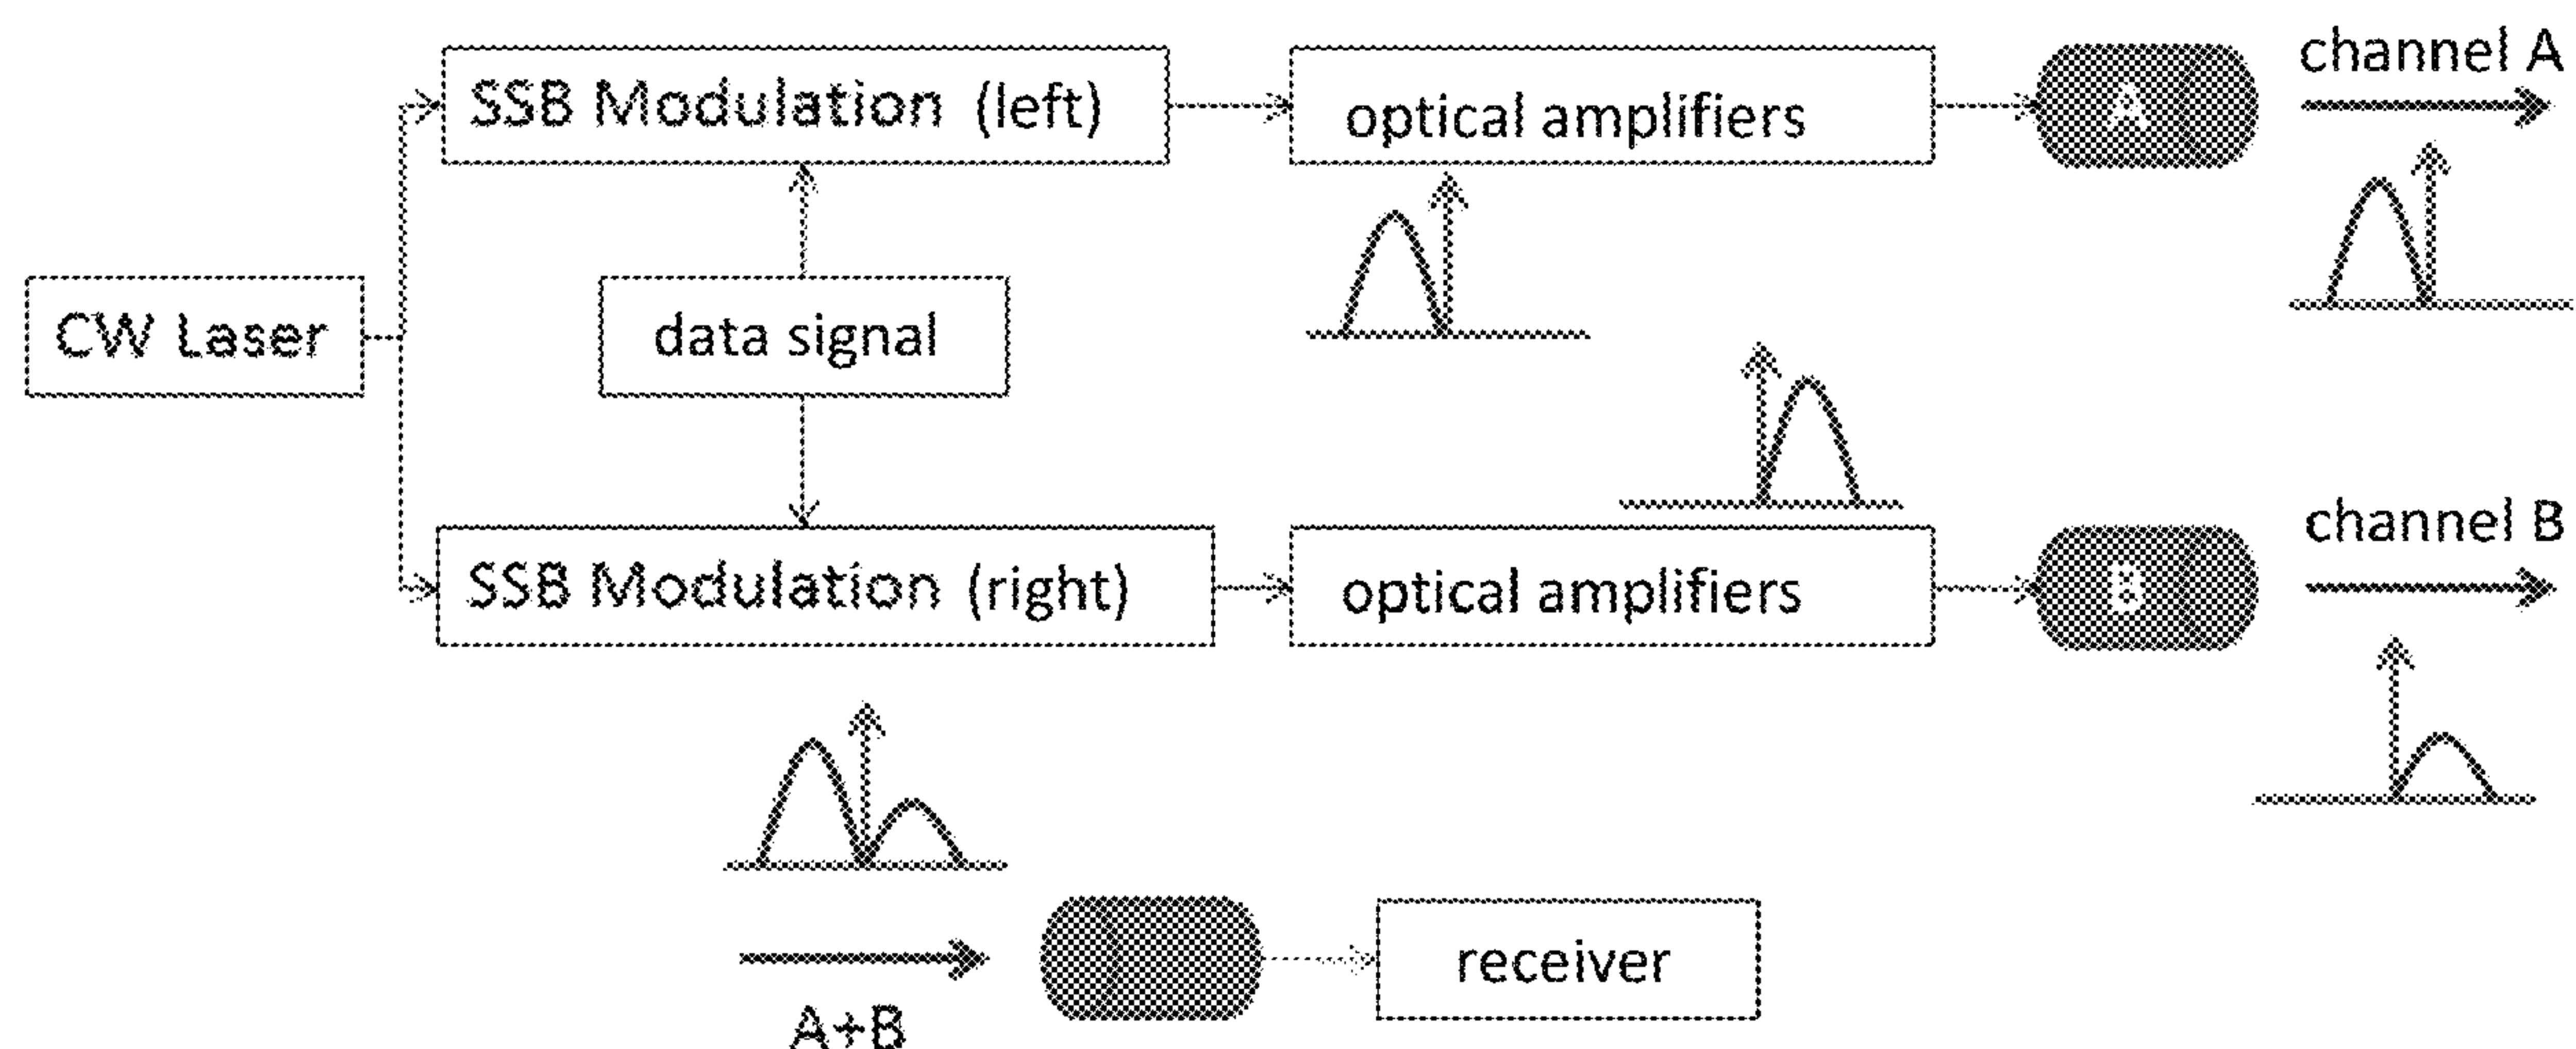 SSB Modulation (left)
optical amplifiers
A
channel A
CW Laser
data signal
channel B
SSB Modulation (right)
optical amplifiers
B
receiver
A+B